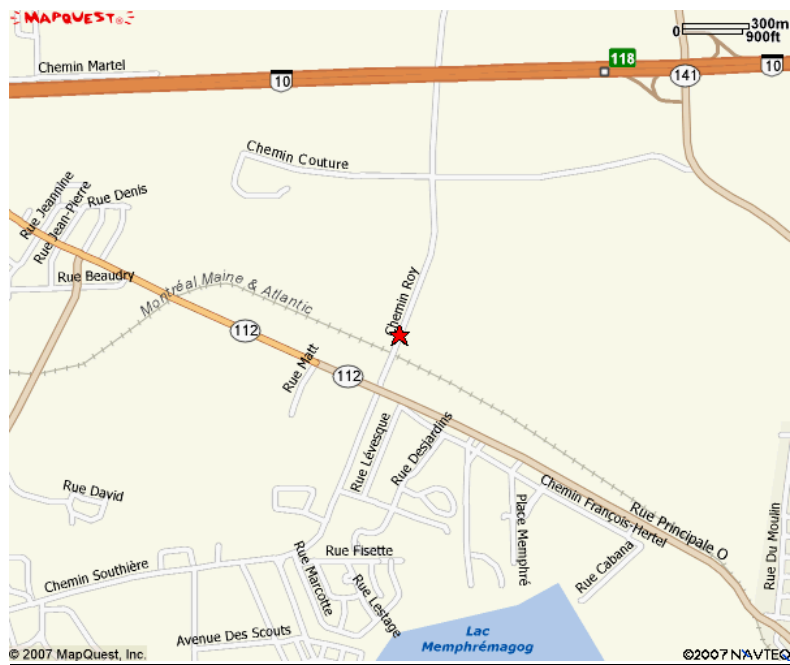 MAPQUEST®
0 300m
900ft
118
Chemin Martel
10
141
10
Chemin Couture
Rue Jeannine
Rue Jean-Pierre
Rue Denis
Rue Beaudry
Montréal Maine & Atlantic
Chemin Roy
112
Rue Matt
112
Rue Lévesque
Rue Desjardins
Rue David
Place Memphré
Chemin François-Hertel
Rue Principale O
Rue Du Moulin
Rue Fisette
Rue Cabana
Chemin Southière
Rue Marcotte
Rue Lestage
Avenue Des Scouts
Lac
Memphrémagog
© 2007 MapQuest, Inc.
©2007 NAVTEQ